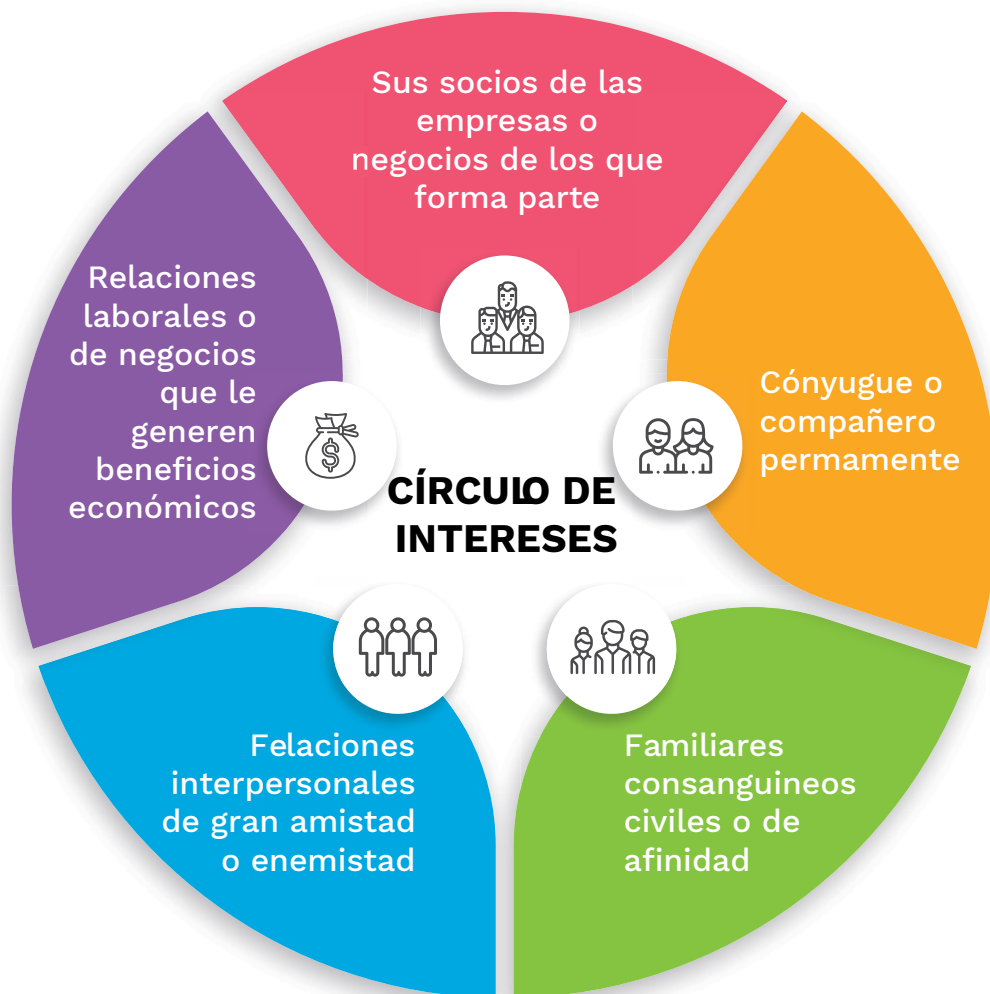 Sus socios de las
empresas o
negocios de los que
forma parte
Relaciones
laborales o
de negocios
que le
generen
beneficios
económicos
Cónyugue o
compañero
permamente
CÍRCULO DE
INTERESES
Felaciones
interpersonales
de gran amistad
o enemistad
Familiares
consanguineos
civiles o de
afinidad